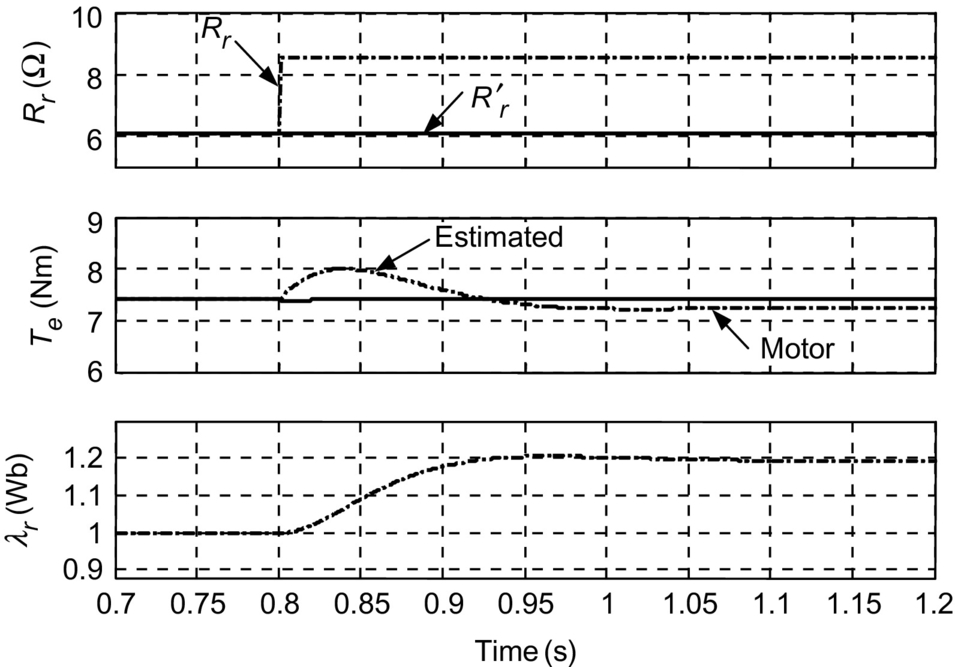 10
8
6
R_r (Ω)
R_r
R'_r
9
8
7
6
T_e (Nm)
Estimated
Motor
1.2
1.1
1
0.9
λ_r (Wb)
0.7 0.75 0.8 0.85 0.9 0.95 1 1.05 1.1 1.15 1.2
Time (s)